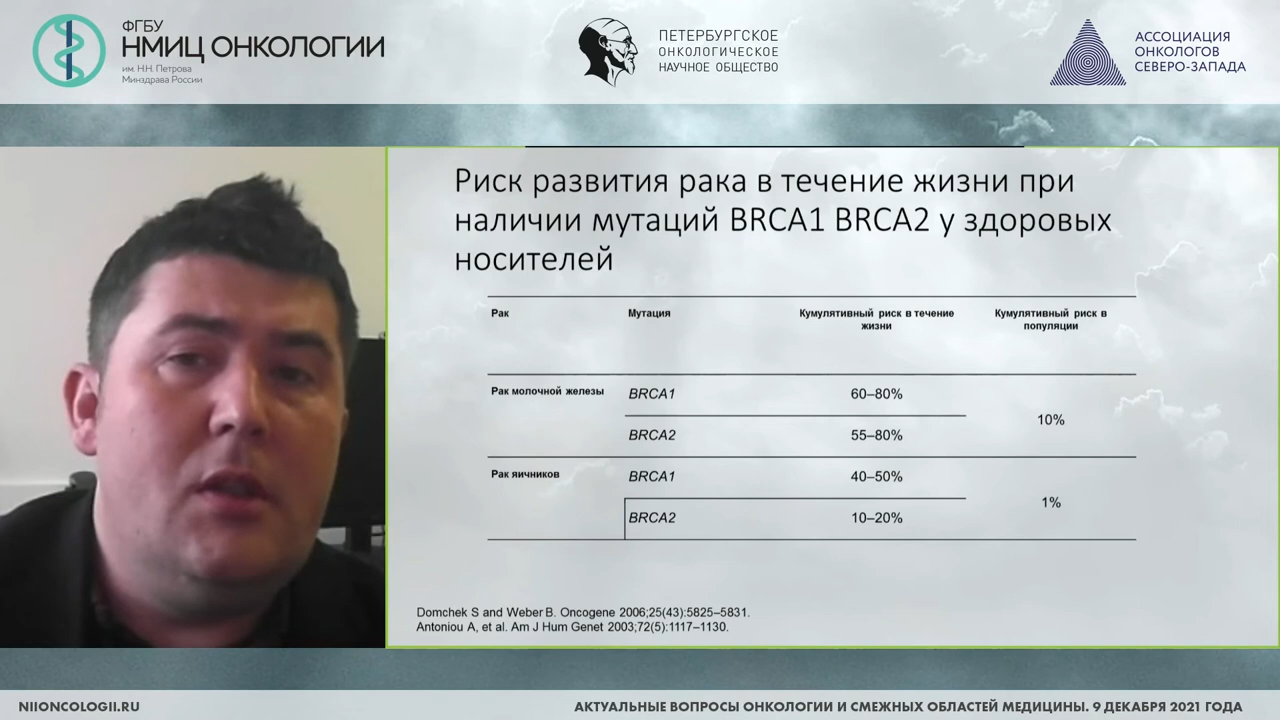 ФГБУ
НМИЦ ОНКОЛОГИИ
им. Н.Н. Петрова
Минздрава России
ПЕТЕРБУРГСКОЕ
ОНКОЛОГИЧЕСКОЕ
НАУЧНОЕ ОБЩЕСТВО
АССОЦИАЦИЯ
ОНКОЛОГОВ
СЕВЕРО-ЗАПАДА
Риск развития рака в течение жизни при
наличии мутаций BRCA1 BRCA2 у здоровых
носителей
Рак Мутация Кумулятивный риск в течение жизни Кумулятивный риск в популяции
Рак молочной железы BRCA1 60–80% 10%
BRCA2 55–80%
Рак яичников BRCA1 40–50% 1%
BRCA2 10–20%
Domchek S and Weber B. Oncogene 2006;25(43):5825–5831.
Antoniou A, et al. Am J Hum Genet 2003;72(5):1117–1130.
NIIONCOLOGII.RU
АКТУАЛЬНЫЕ ВОПРОСЫ ОНКОЛОГИИ И СМЕЖНЫХ ОБЛАСТЕЙ МЕДИЦИНЫ. 9 ДЕКАБРЯ 2021 ГОДА